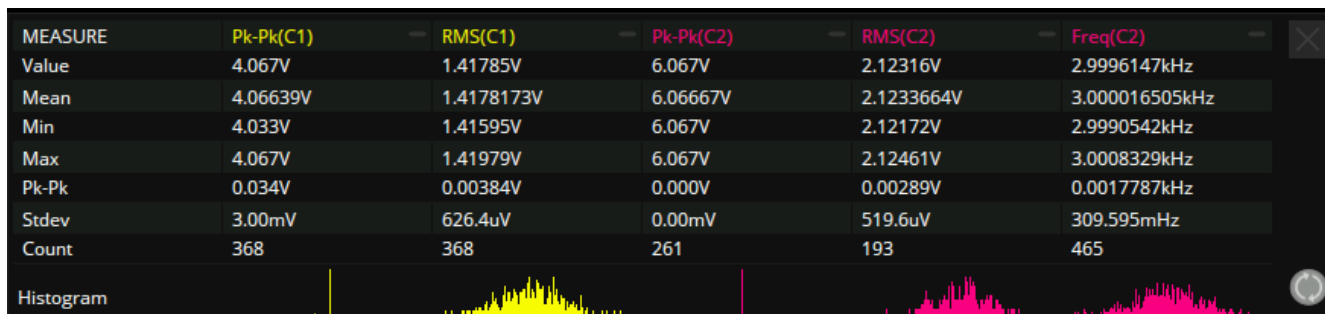 MEASURE Pk-Pk(C1) RMS(C1) Pk-Pk(C2) RMS(C2) Freq(C2)
Value 4.067V 1.41785V 6.067V 2.12316V 2.9996147kHz
Mean 4.06639V 1.4178173V 6.06667V 2.1233664V 3.000016505kHz
Min 4.033V 1.41595V 6.067V 2.12172V 2.9990542kHz
Max 4.067V 1.41979V 6.067V 2.12461V 3.0008329kHz
Pk-Pk 0.034V 0.00384V 0.000V 0.00289V 0.0017787kHz
Stdev 3.00mV 626.4uV 0.00mV 519.6uV 309.595mHz
Count 368 368 261 193 465
Histogram